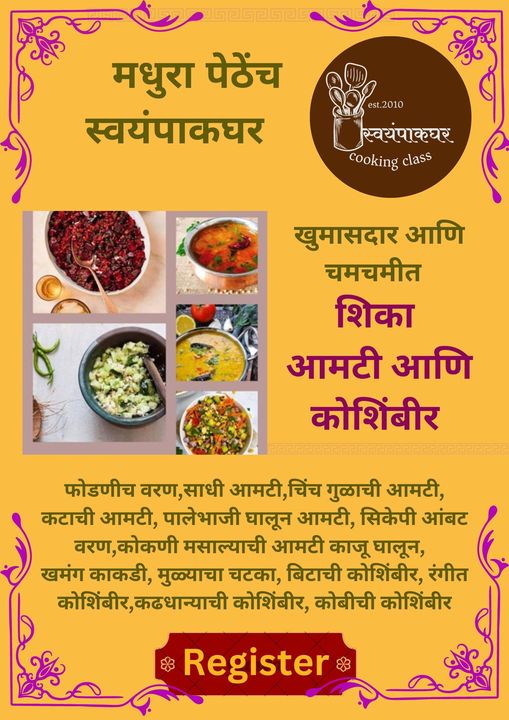 मधुरा पेठेंच
स्वयंपाकघर
est.2010
स्वयंपाकघर
cooking class
खुमासदार आणि
चमचमीत
शिका
आमटी आणि
कोशिंबीर
फोडणीच वरण,साधी आमटी,चिंच गुळाची आमटी,
कटाची आमटी, पालेभाजी घालून आमटी, सिकेपी आंबट
वरण,कोकणी मसाल्याची आमटी काजू घालून,
खमंग काकडी, मुळ्याचा चटका, बिटाची कोशिंबीर, रंगीत
कोशिंबीर,कढधान्याची कोशिंबीर, कोबीची कोशिंबीर
Register